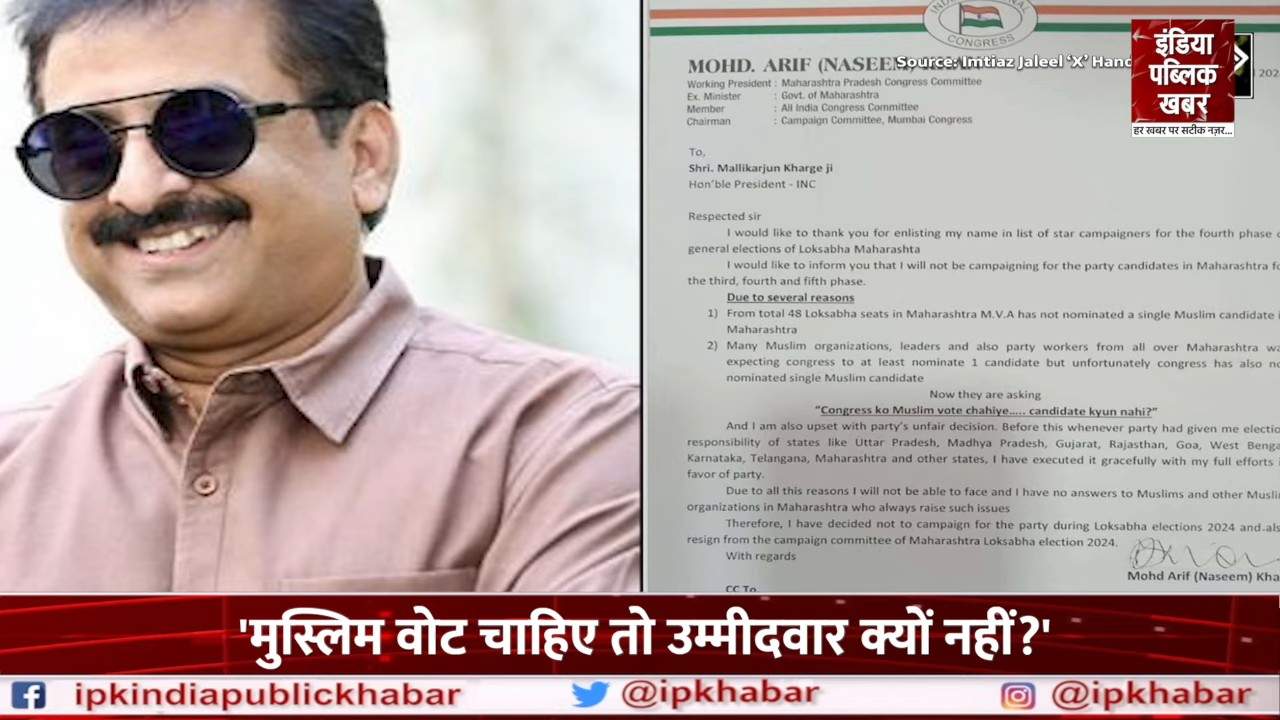 CONGRESS
MOHD. ARIF (NASEEM
Source: Imtiaz Jaleel 'X' Hand
इंडिया
पब्लिक
खबर
हर खबर पर सटीक नज़र...
Working President : Maharashtra Pradesh Congress Committee
Ex. Minister : Govt. of Maharashtra
Member : All India Congress Committee
Chairman : Campaign Committee, Mumbai Congress
To,
Shri. Mallikarjun Kharge ji
Hon'ble President - INC
Respected sir
I would like to thank you for enlisting my name in list of star campaigners for the fourth phase
general elections of Loksabha Maharashta
I would like to inform you that I will not be campaigning for the party candidates in Maharashtra fo
the third, fourth and fifth phase.
Due to several reasons
1) From total 48 Loksabha seats in Maharashtra M.V.A has not nominated a single Muslim candidate i
Maharashtra
2) Many Muslim organizations, leaders and also party workers from all over Maharashtra wa
expecting congress to at least nominate 1 candidate but unfortunately congress has also no
nominated single Muslim candidate
Now they are asking
"Congress ko Muslim vote chahiye..... candidate kyun nahi?"
And I am also upset with party's unfair decision. Before this whenever party had given me electio
responsibility of states like Uttar Pradesh, Madhya Pradesh, Gujarat, Rajasthan, Goa, West Benga
Karnataka, Telangana, Maharashtra and other states, I have executed it gracefully with my full efforts i
favor of party.
Due to all this reasons I will not be able to face and I have no answers to Muslims and other Muslim
organizations in Maharashtra who always raise such issues
Therefore, I have decided not to campaign for the party during Loksabha elections 2024 and als
resign from the campaign committee of Maharashtra Loksabha election 2024.
With regards
Mohd Arif (Naseem) Kha
CC To
'मुस्लिम वोट चाहिए तो उम्मीदवार क्यों नहीं?'
ipkindiapublickhabar
@ipkhabar
@ipkhabar